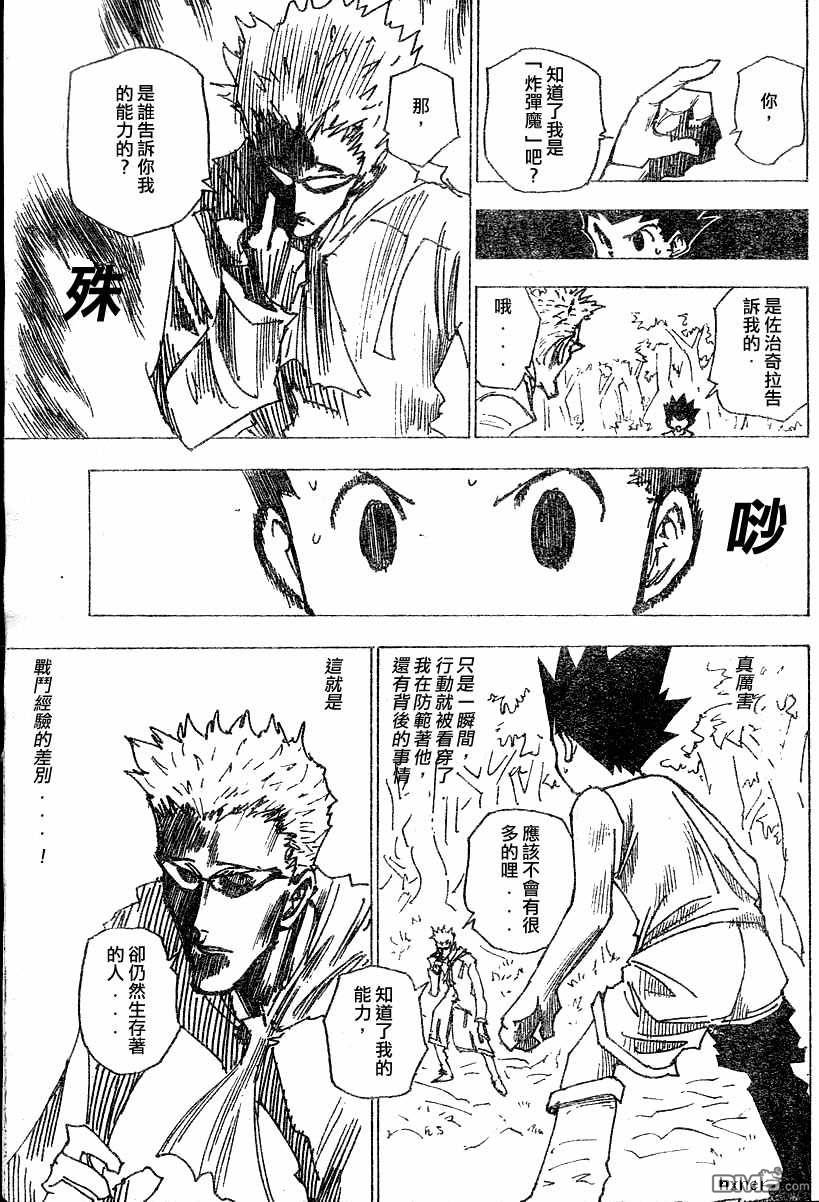 你，
知道了我是
「炸彈魔」吧？
是佐治奇拉告
訴我的．
哦．．．
那，
是誰告訴你我
的能力的？
殊
唦
真厲害
只是一瞬間，
行動就被看穿了
我在防範著他，
還有背後的事情
應該不會有很
多的哩．．．
這就是
戰鬥經驗的差別．．．！
知道了我的
能力，
卻仍然生存著
的人．．．